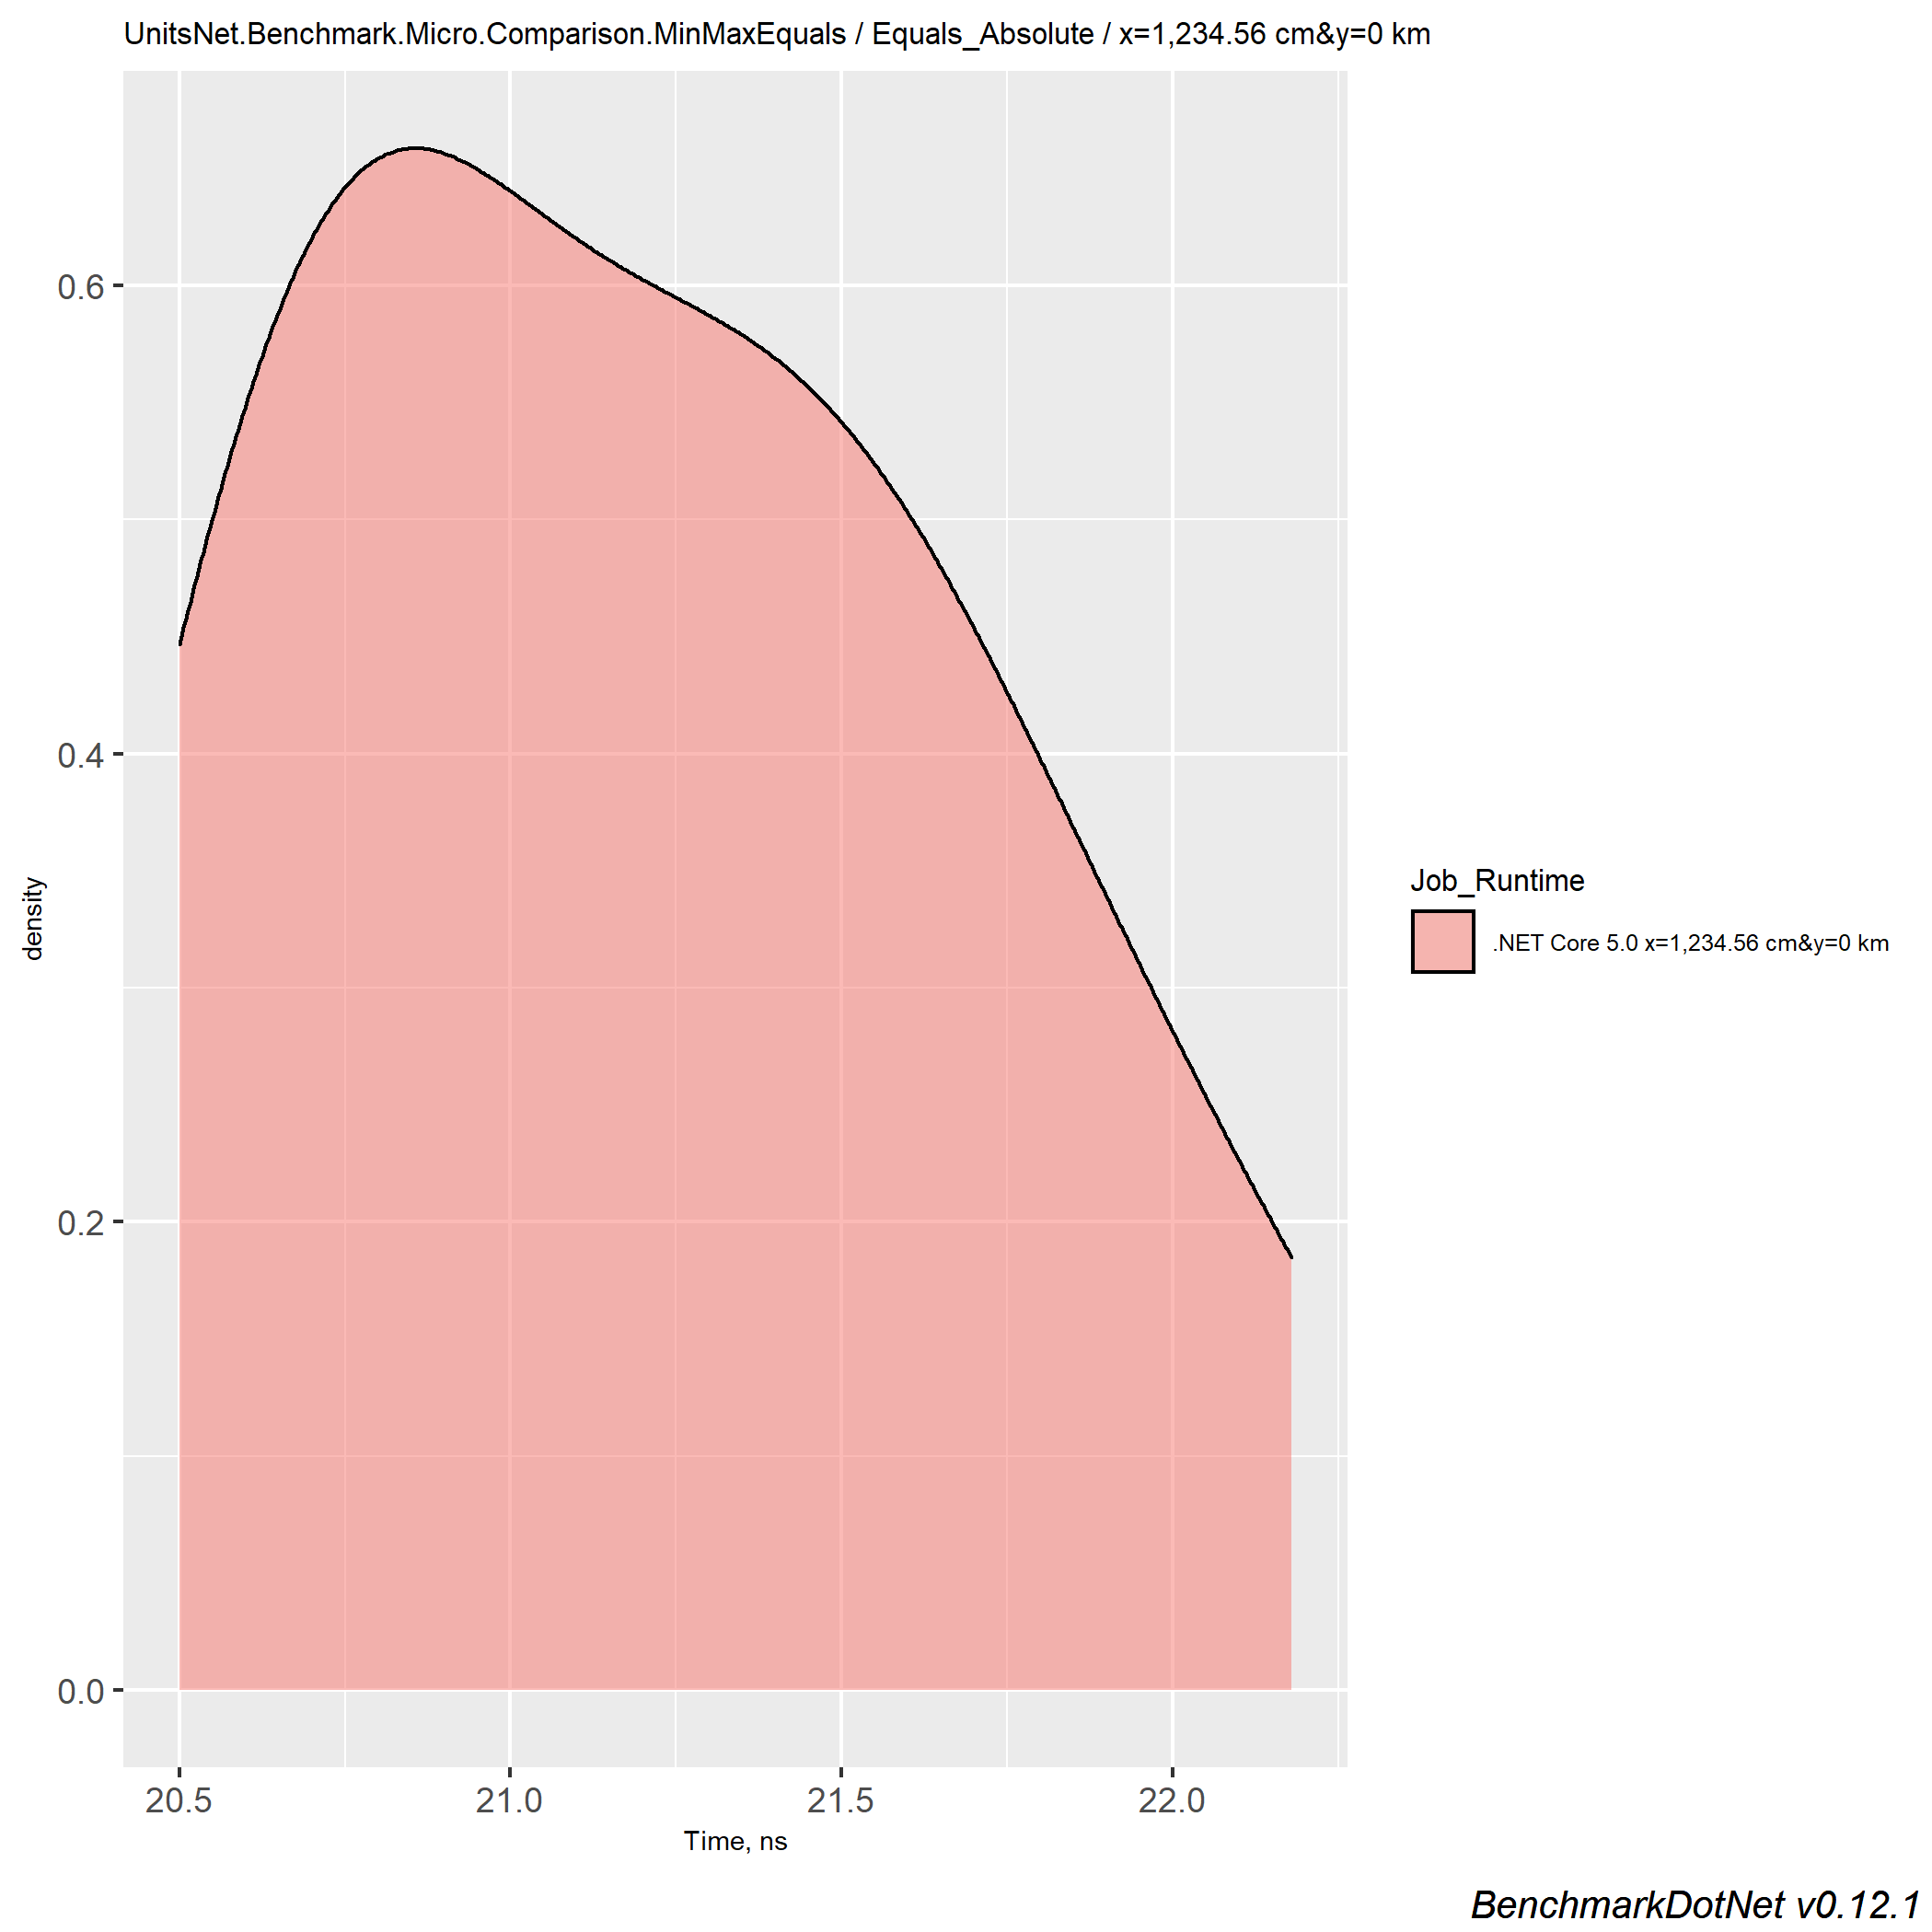 UnitsNet.Benchmark.Micro.Comparison.MinMaxEquals / Equals_Absolute / x=1,234.56 cm&y=0 km
0.6
0.4
0.2
0.0
density
20.5 21.0 21.5 22.0
Time, ns
Job_Runtime
.NET Core 5.0 x=1,234.56 cm&y=0 km
BenchmarkDotNet v0.12.1